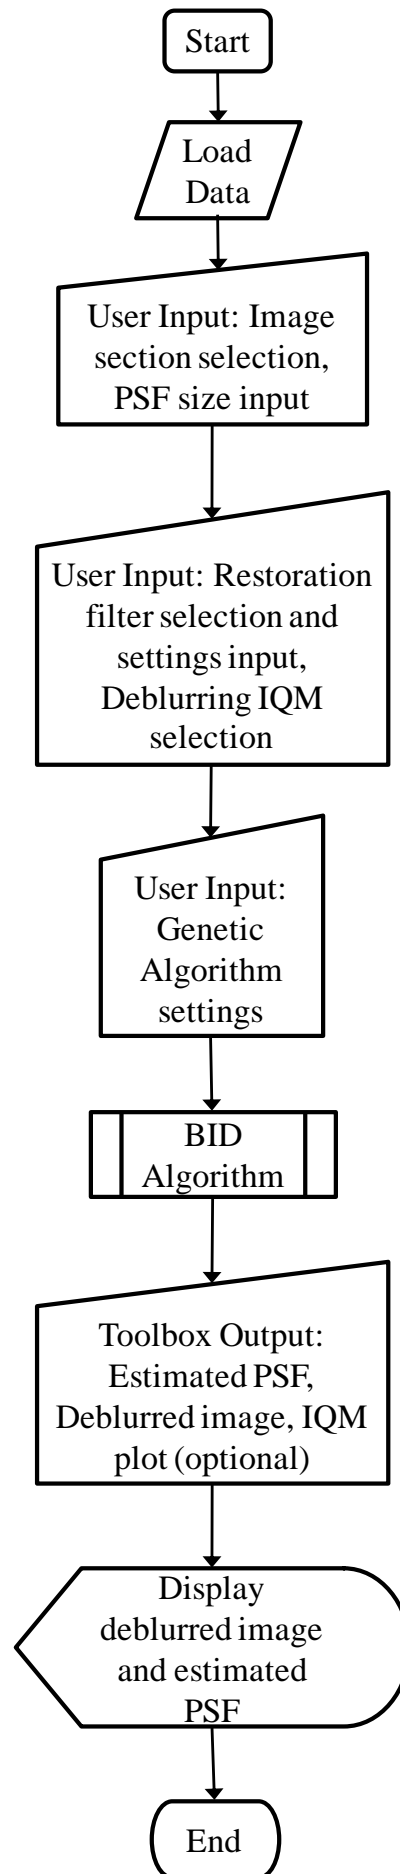 Start
Load
Data
User Input: Image
section selection,
PSF size input
User Input: Restoration
filter selection and
settings input,
Deblurring IQM
selection
User Input:
Genetic
Algorithm
settings
BID
Algorithm
Toolbox Output:
Estimated PSF,
Deblurred image, IQM
plot (optional)
Display
deblurred image
and estimated
PSF
End